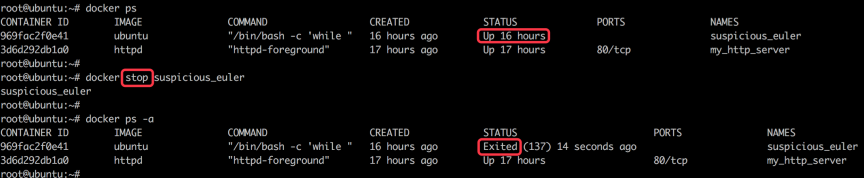 root@ubuntu:~# docker ps
CONTAINER ID IMAGE COMMAND CREATED STATUS PORTS NAMES
969fac2f0e41 ubuntu "/bin/bash -c 'while " 16 hours ago Up 16 hours suspicious_euler
3d6d292db1a0 httpd "httpd-foreground" 17 hours ago Up 17 hours 80/tcp my_http_server
root@ubuntu:~#
root@ubuntu:~# docker stop suspicious_euler
suspicious_euler
root@ubuntu:~#
root@ubuntu:~# docker ps -a
CONTAINER ID IMAGE COMMAND CREATED STATUS PORTS NAMES
969fac2f0e41 ubuntu "/bin/bash -c 'while " 16 hours ago Exited (137) 14 seconds ago suspicious_euler
3d6d292db1a0 httpd "httpd-foreground" 17 hours ago Up 17 hours 80/tcp my_http_server
root@ubuntu:~#